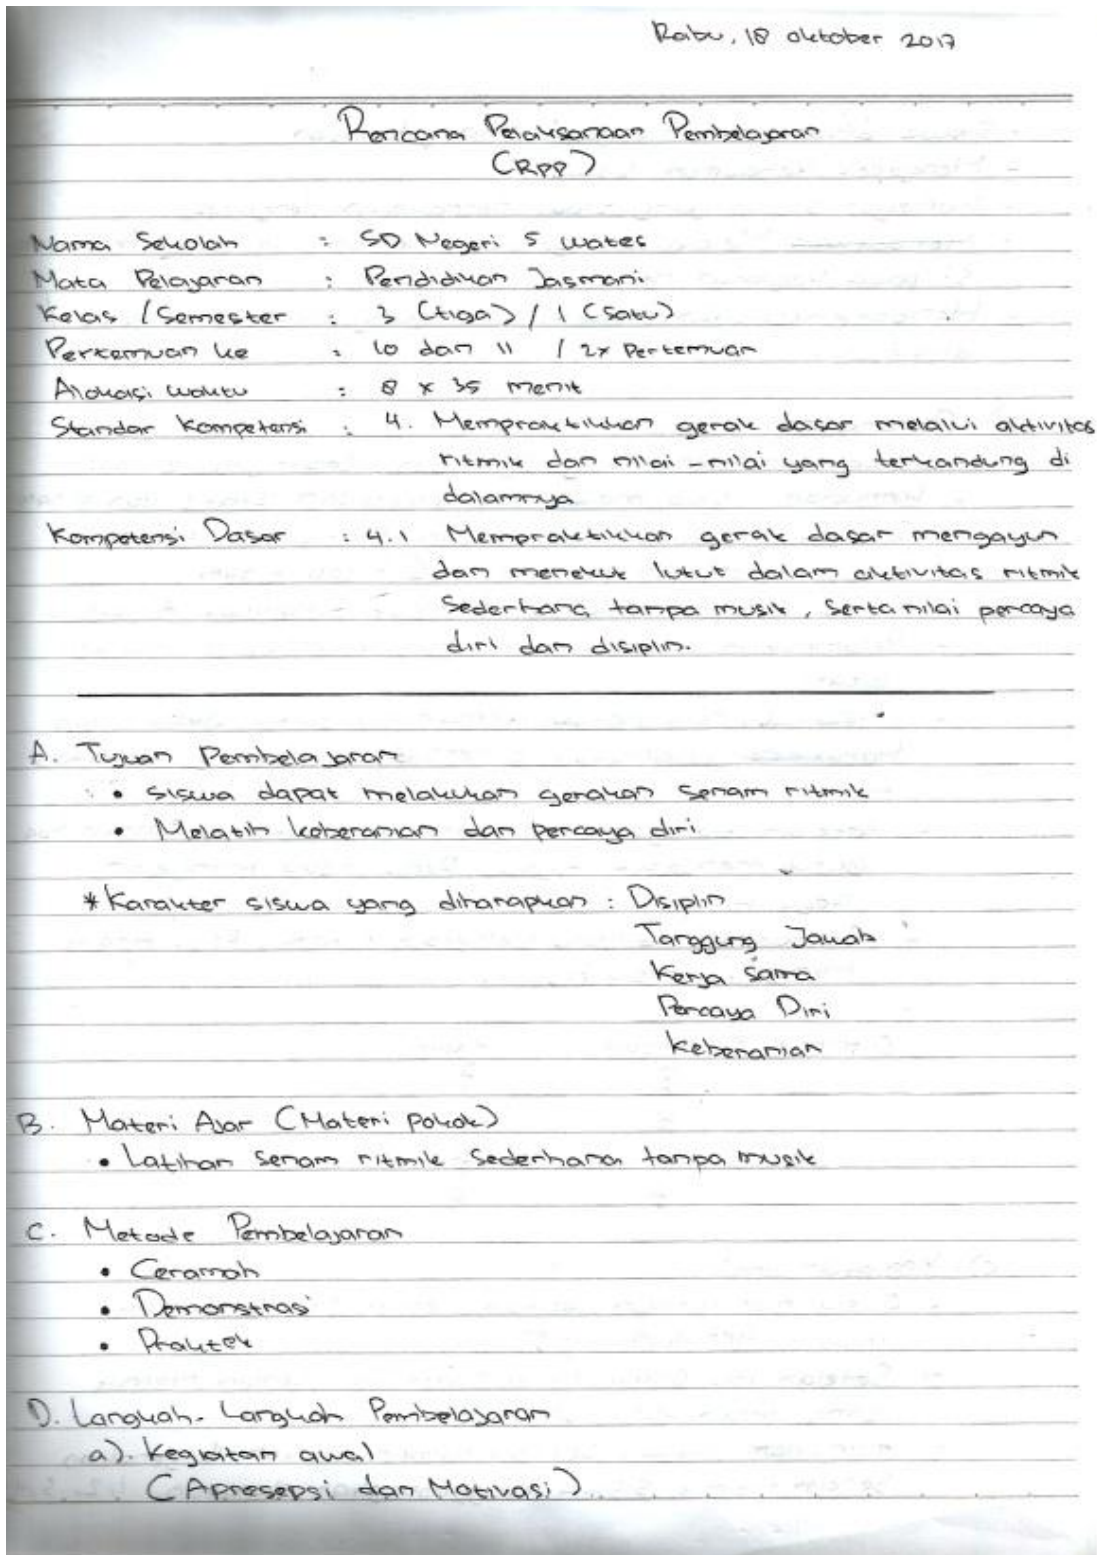 Rabu, 18 oktober 2017
Rencana Pelaksanaan Pembelajaran
(RPP)
Nama Sekolah : SD Negeri 5 Wates
Mata Pelajaran : Pendidikan Jasmani
Kelas / Semester : 3 (tiga) / 1 (Satu)
Pertemuan ke : 10 dan 11 / 2x Pertemuan
Alokasi waktu : 8 x 35 menit
Standar Kompetensi : 4. Mempraktikkan gerak dasar melalui aktivitas
ritmik dan nilai-nilai yang terkandung di
dalamnya
Kompetensi Dasar : 4.1 Mempraktikkan gerak dasar mengayun
dan menekuk lutut dalam aktivitas ritmik
Sederhana tanpa musik, Serta nilai percaya
diri dan disiplin.
A. Tujuan Pembelajaran
• siswa dapat melakukan gerakan senam ritmik
• Melatih keberanian dan percaya diri
* Karakter siswa yang diharapkan : Disiplin
Tanggung Jawab
Kerja Sama
Percaya Diri
Keberanian
B. Materi Ajar (Materi Pokok)
• Latihan senam ritmik Sederhana tanpa musik
C. Metode Pembelajaran
• Ceramah
• Demonstrasi
• Praktek
D. Langkah-Langkah Pembelajaran
a). Kegiatan awal
(Apresepsi dan Motivasi)